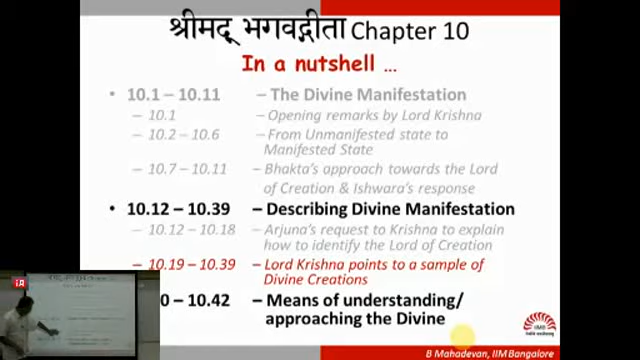 श्रीमद् भगवद्गीता Chapter 10
In a nutshell ...
• 10.1 – 10.11 – The Divine Manifestation
– 10.1 – Opening remarks by Lord Krishna
– 10.2 – 10.6 – From Unmanifested state to
Manifested State
– 10.7 – 10.11 – Bhakta's approach towards the Lord
of Creation & Ishwara's response
• 10.12 – 10.39 – Describing Divine Manifestation
– 10.12 – 10.18 – Arjuna's request to Krishna to explain
how to identify the Lord of Creation
– 10.19 – 10.39 – Lord Krishna points to a sample of
Divine Creations
0 – 10.42 – Means of understanding/
approaching the Divine
IIMB
B Mahadevan, IIM Bangalore